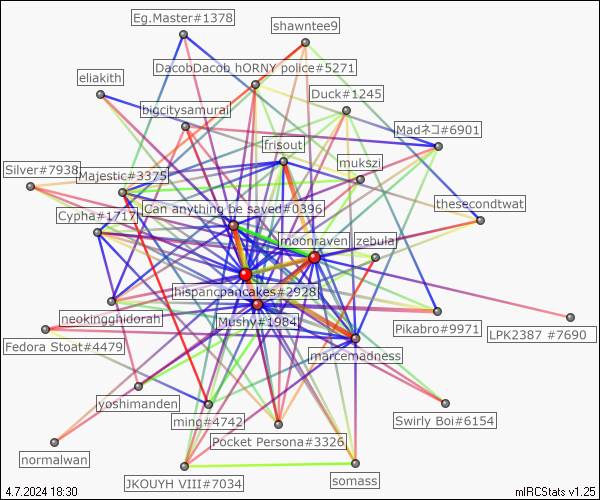 Eg.Master#1378
shawntee9
DacobDacob hORNY police#5271
eliakith
Duck#1245
bigcitysamurai
Madネコ#6901
frisout
mukszi
Silver#7938
Majestic#3375
thesecondtwat
Can anything be saved#0396
Cypha#1717
moonraven
zebular
hispancpancakes#2928
neokingghidorah
Mushy#1984
Pikabro#9971
LPK2387 #7690
Fedora Stoat#4479
marcemadness
yoshimanden
ming#4742
Swirly Boi#6154
Pocket Persona#3326
normalwan
JKOUYH VIII#7034
somass
4.7.2024 18:30
mIRCStats v1.25